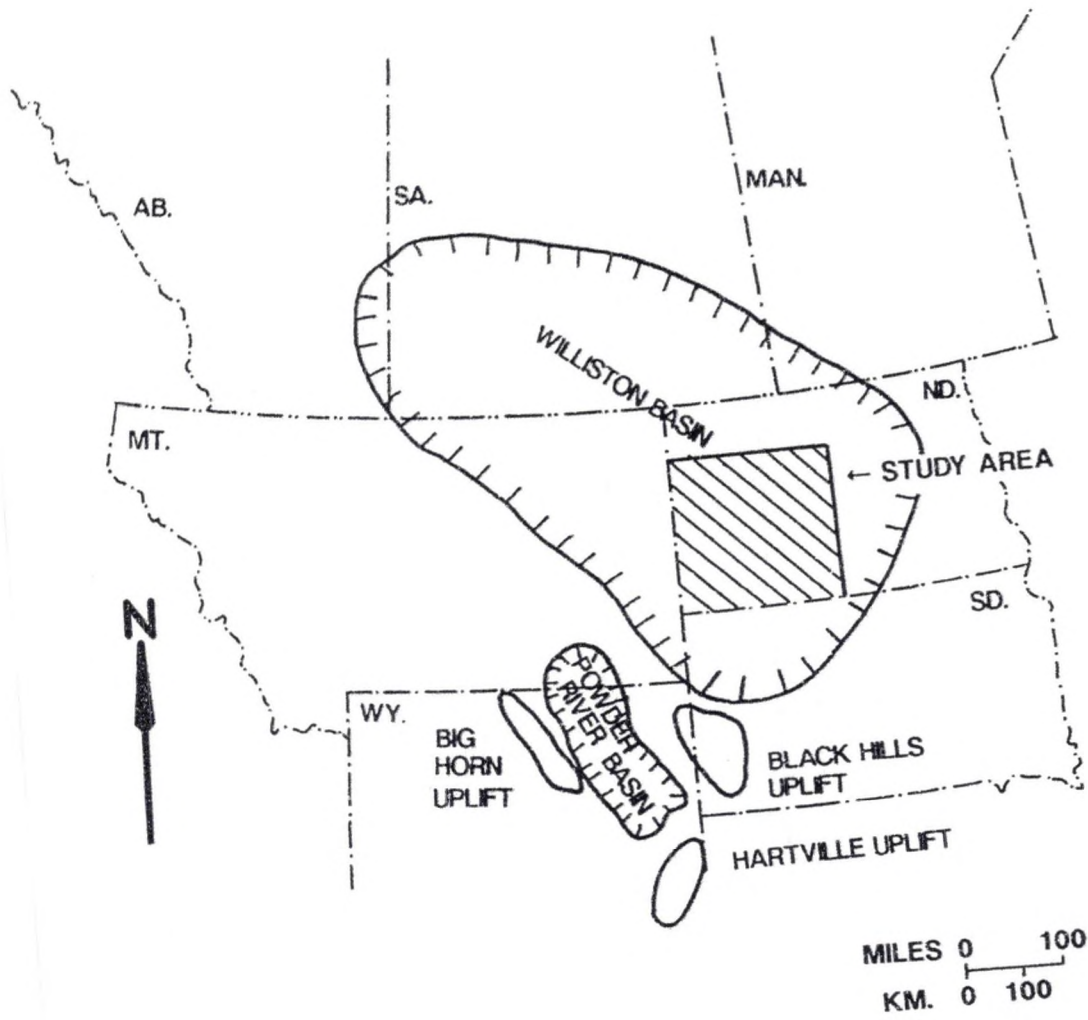 AB.
SA.
MAN.
WILLISTON BASIN
ND.
MT.
← STUDY AREA
SD.
N
POWDER
RIVER BASIN
WY.
BIG
HORN
UPLIFT
BLACK HILLS
UPLIFT
HARTVILLE UPLIFT
MILES 0 100
KM. 0 100